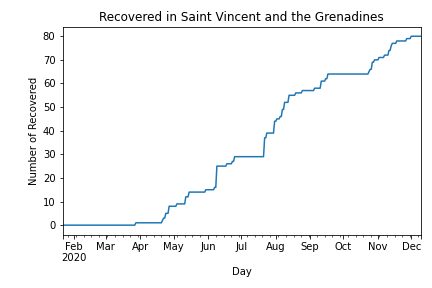 Recovered in Saint Vincent and the Grenadines
Number of Recovered
80
70
60
50
40
30
20
10
0
Feb Mar Apr May Jun Jul Aug Sep Oct Nov Dec
2020
Day